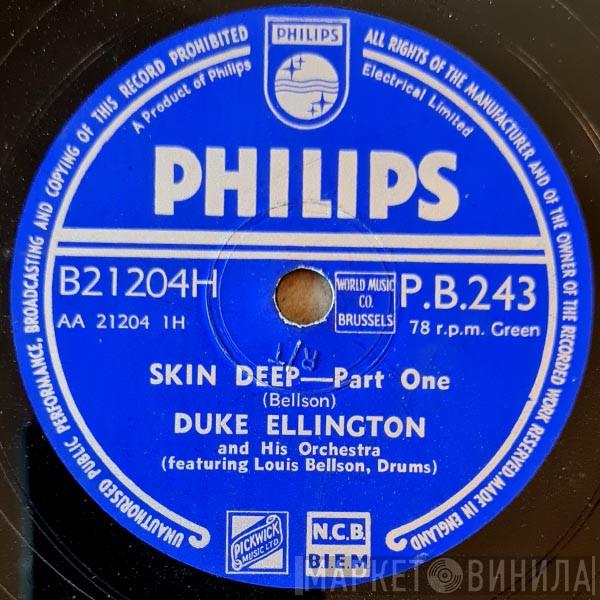 UNAUTHORISED PUBLIC PERFORMANCE, BROADCASTING AND COPYING OF THIS RECORD PROHIBITED
ALL RIGHTS OF THE MANUFACTURER AND OF THE OWNER OF THE RECORDED WORK RESERVED. MADE IN ENGLAND
A Product of Philips
Electrical Limited
PHILIPS
PHILIPS
B21204H
AA 21204 1H
WORLD MUSIC
CO.
BRUSSELS
P.B.243
78 r.p.m. Green
R/T
SKIN DEEP—Part One
(Bellson)
DUKE ELLINGTON
and His Orchestra
(featuring Louis Bellson, Drums)
PICKWICK
MUSIC LTD.
N.C.B.
B.I.E.M.
МАРКЕТ ВИНИЛА